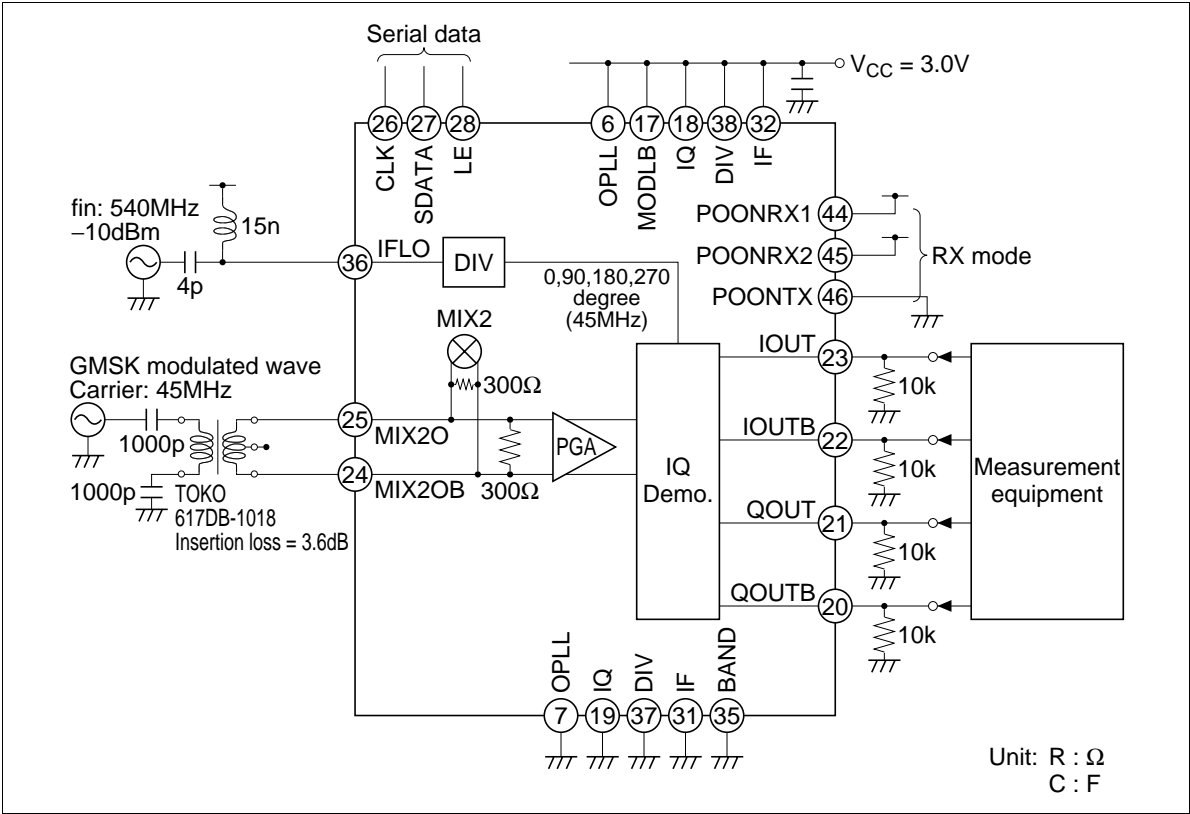 Serial data
V_CC = 3.0V
26 27 28
6 17 18 38 32
CLK
SDATA
LE
OPLL
MODLB
IQ
DIV
IF
fin: 540MHz
–10dBm
15n
4p
36
IFLO
DIV
0,90,180,270
degree
(45MHz)
POONRX1
44
POONRX2
45
POONTX
46
RX mode
MIX2
300Ω
GMSK modulated wave
Carrier: 45MHz
1000p
1000p
TOKO
617DB-1018
Insertion loss = 3.6dB
25
MIX2O
24
MIX2OB
300Ω
PGA
IQ
Demo.
IOUT
23
10k
IOUTB
22
10k
QOUT
21
10k
QOUTB
20
10k
Measurement
equipment
OPLL
IQ
DIV
IF
BAND
7 19 37 31 35
Unit: R : Ω
C : F